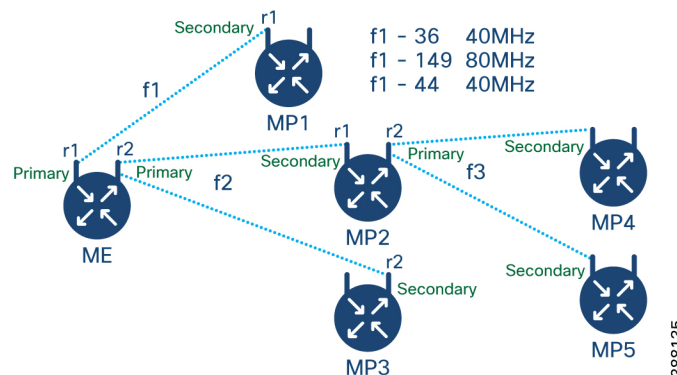 r1
Secondary
f1 - 36 40MHz
f1 - 149 80MHz
f1 - 44 40MHz
f1
MP1
r1
r2
r1
r2
Primary
Primary
Secondary
Primary
Secondary
f2
f3
ME
MP2
MP4
r2
Secondary
Secondary
MP3
MP5